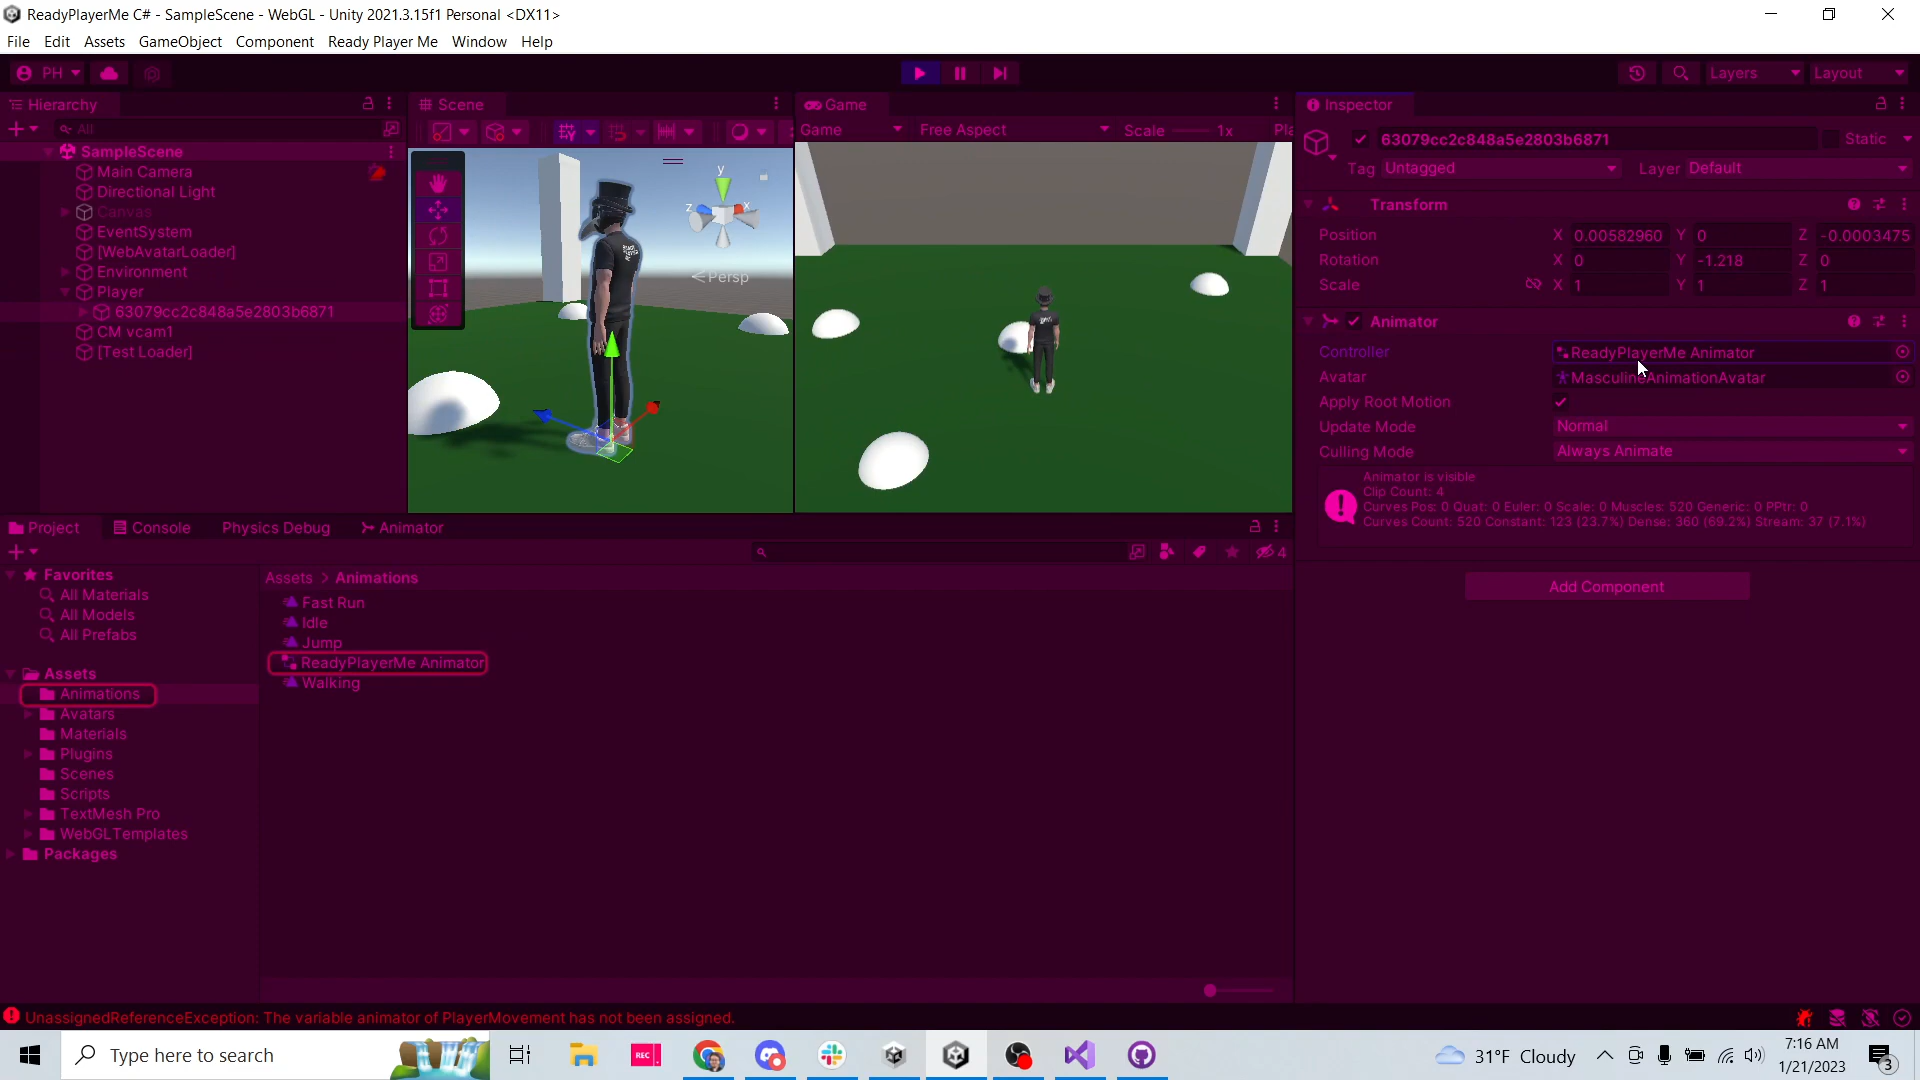 ReadyPlayerMe C# - SampleScene - WebGL - Unity 2021.3.15f1 Personal <DX11>
File Edit Assets GameObject Component Ready Player Me Window Help
PH
Layers Layout
Hierarchy
All
SampleScene
Main Camera
Directional Light
Canvas
EventSystem
[WebAvatarLoader]
Environment
Player
63079cc2c848a5e2803b6871
CM vcam1
[Test Loader]
Scene
y
z x
Persp
Game
Game Free Aspect Scale 1x Pla
Inspector
63079cc2c848a5e2803b6871 Static
Tag Untagged Layer Default
Transform
Position X 0.00582960 Y 0 Z -0.0003475
Rotation X 0 Y -1.218 Z 0
Scale X 1 Y 1 Z 1
Animator
Controller ReadyPlayerMe Animator
Avatar MasculineAnimationAvatar
Apply Root Motion
Update Mode Normal
Culling Mode Always Animate
Animator is visible
Clip Count: 4
Curves Pos: 0 Quat: 0 Euler: 0 Scale: 0 Muscles: 520 Generic: 0 PPtr: 0
Curves Count: 520 Constant: 123 (23.7%) Dense: 360 (69.2%) Stream: 37 (7.1%)
Add Component
Project Console Physics Debug Animator
4
Favorites
All Materials
All Models
All Prefabs
Assets
Animations
Avatars
Materials
Plugins
Scenes
Scripts
TextMesh Pro
WebGLTemplates
Packages
Assets > Animations
Fast Run
Idle
Jump
ReadyPlayerMe Animator
Walking
UnassignedReferenceException: The variable animator of PlayerMovement has not been assigned.
Type here to search
REC
31°F Cloudy
7:16 AM
1/21/2023
3